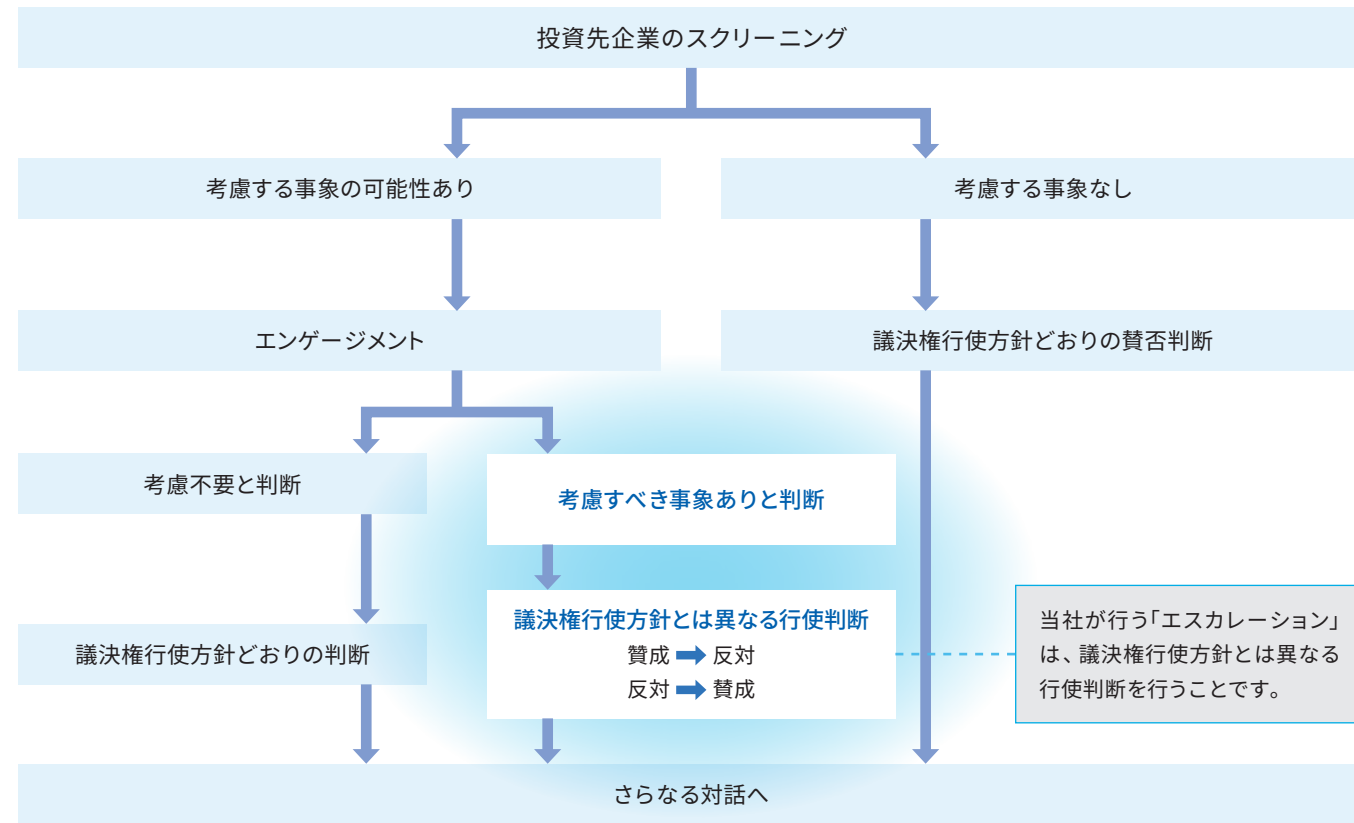 投資先企業のスクリーニング
考慮する事象の可能性あり
考慮する事象なし
エンゲージメント
議決権行使方針どおりの賛否判断
考慮不要と判断
考慮すべき事象ありと判断
議決権行使方針どおりの判断
議決権行使方針とは異なる行使判断
賛成 ➡ 反対
反対 ➡ 賛成
当社が行う「エスカレーション」
は、議決権行使方針とは異なる
行使判断を行うことです。
さらなる対話へ